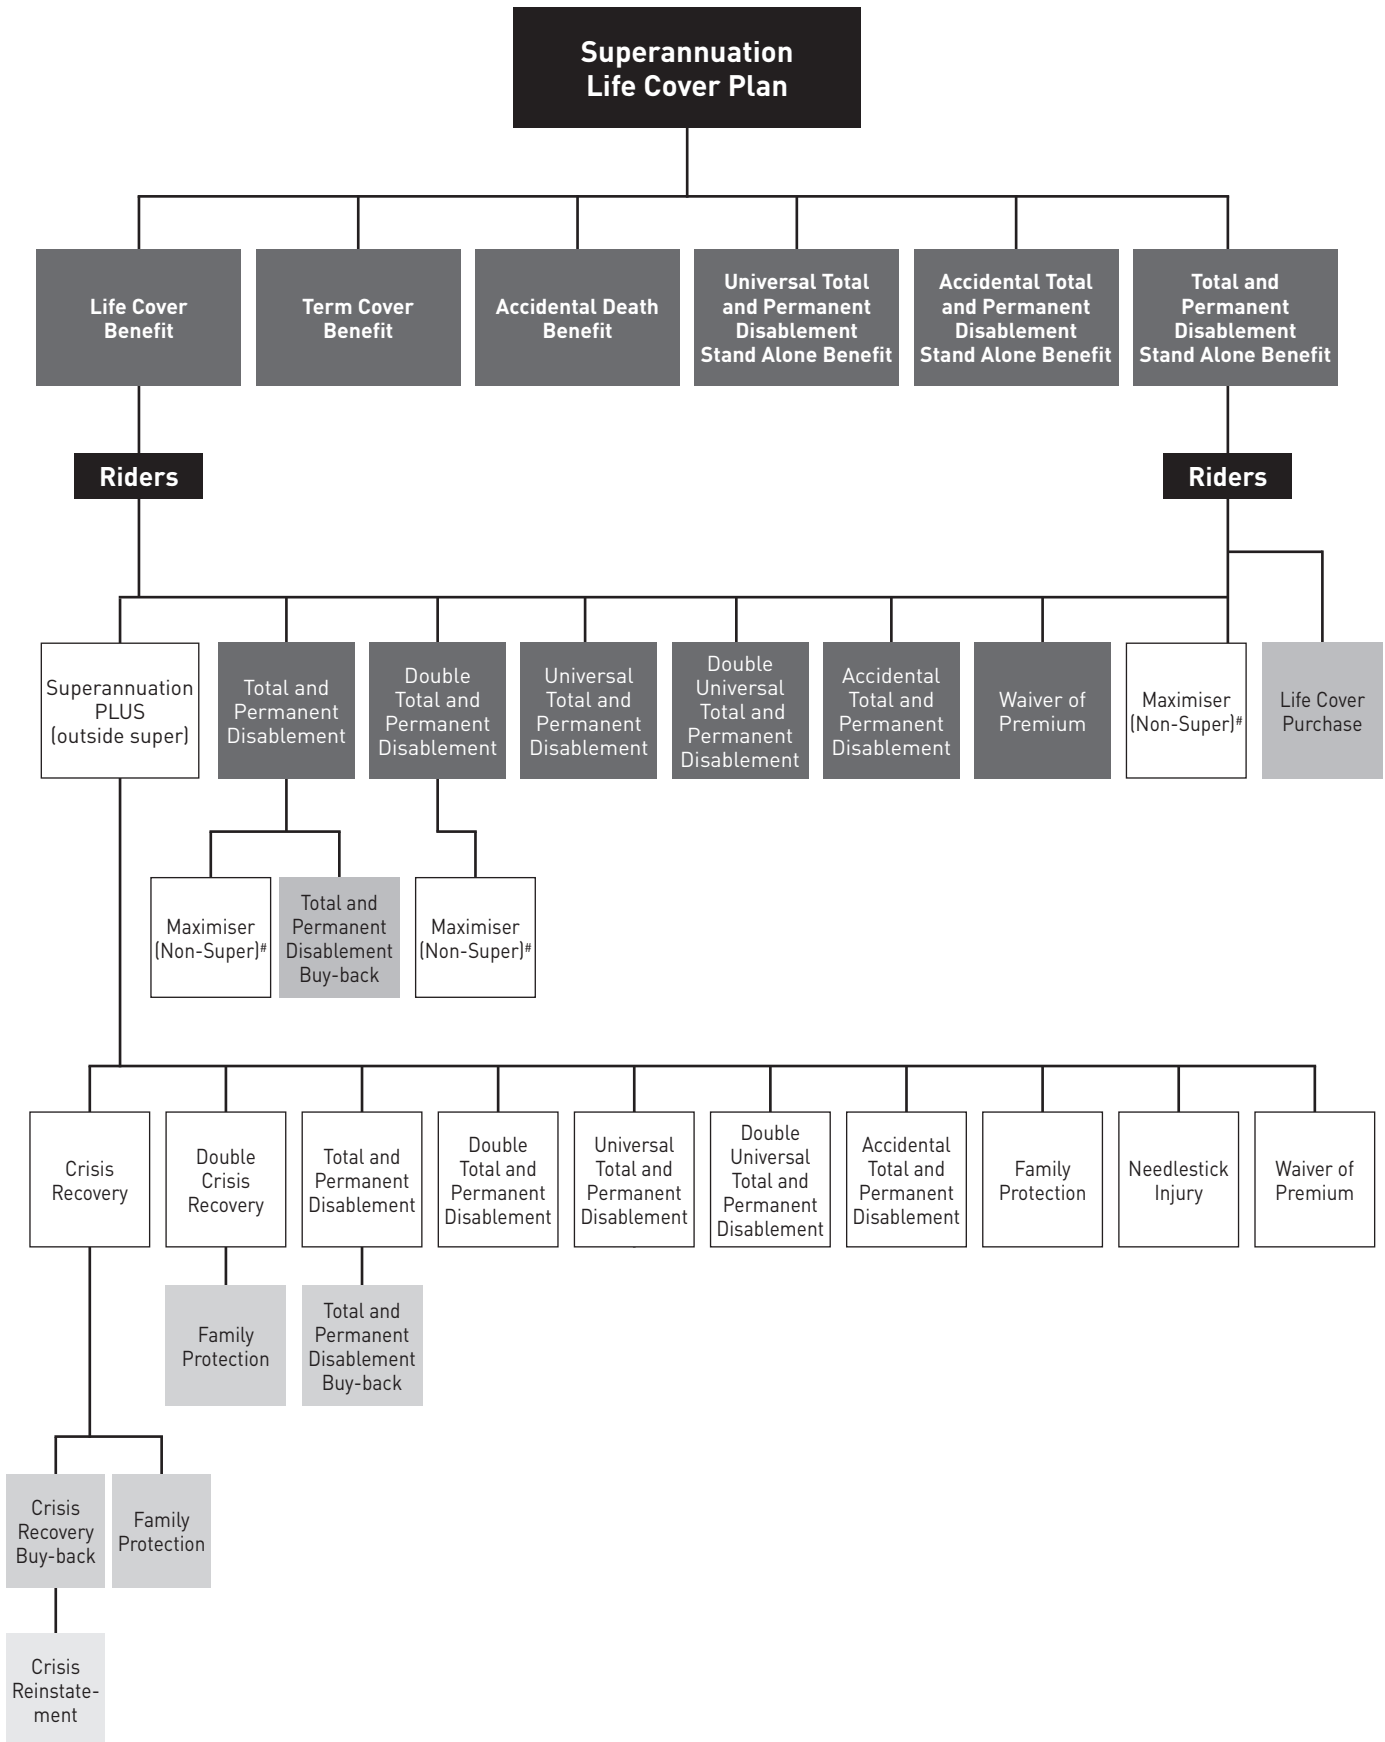 Superannuation
Life Cover Plan
Life Cover
Benefit
Term Cover
Benefit
Accidental Death
Benefit
Universal Total
and Permanent
Disablement
Stand Alone Benefit
Accidental Total
and Permanent
Disablement
Stand Alone Benefit
Total and
Permanent
Disablement
Stand Alone Benefit
Riders
Riders
Superannuation
PLUS
(outside super)
Total and
Permanent
Disablement
Double
Total and
Permanent
Disablement
Universal
Total and
Permanent
Disablement
Double
Universal
Total and
Permanent
Disablement
Accidental
Total and
Permanent
Disablement
Waiver of
Premium
Maximiser
(Non-Super)#
Life Cover
Purchase
Maximiser
(Non-Super)#
Total and
Permanent
Disablement
Buy-back
Maximiser
(Non-Super)#
Crisis
Recovery
Double
Crisis
Recovery
Total and
Permanent
Disablement
Double
Total and
Permanent
Disablement
Universal
Total and
Permanent
Disablement
Double
Universal
Total and
Permanent
Disablement
Accidental
Total and
Permanent
Disablement
Family
Protection
Needlestick
Injury
Waiver of
Premium
Family
Protection
Total and
Permanent
Disablement
Buy-back
Crisis
Recovery
Buy-back
Family
Protection
Crisis
Reinstate-
ment